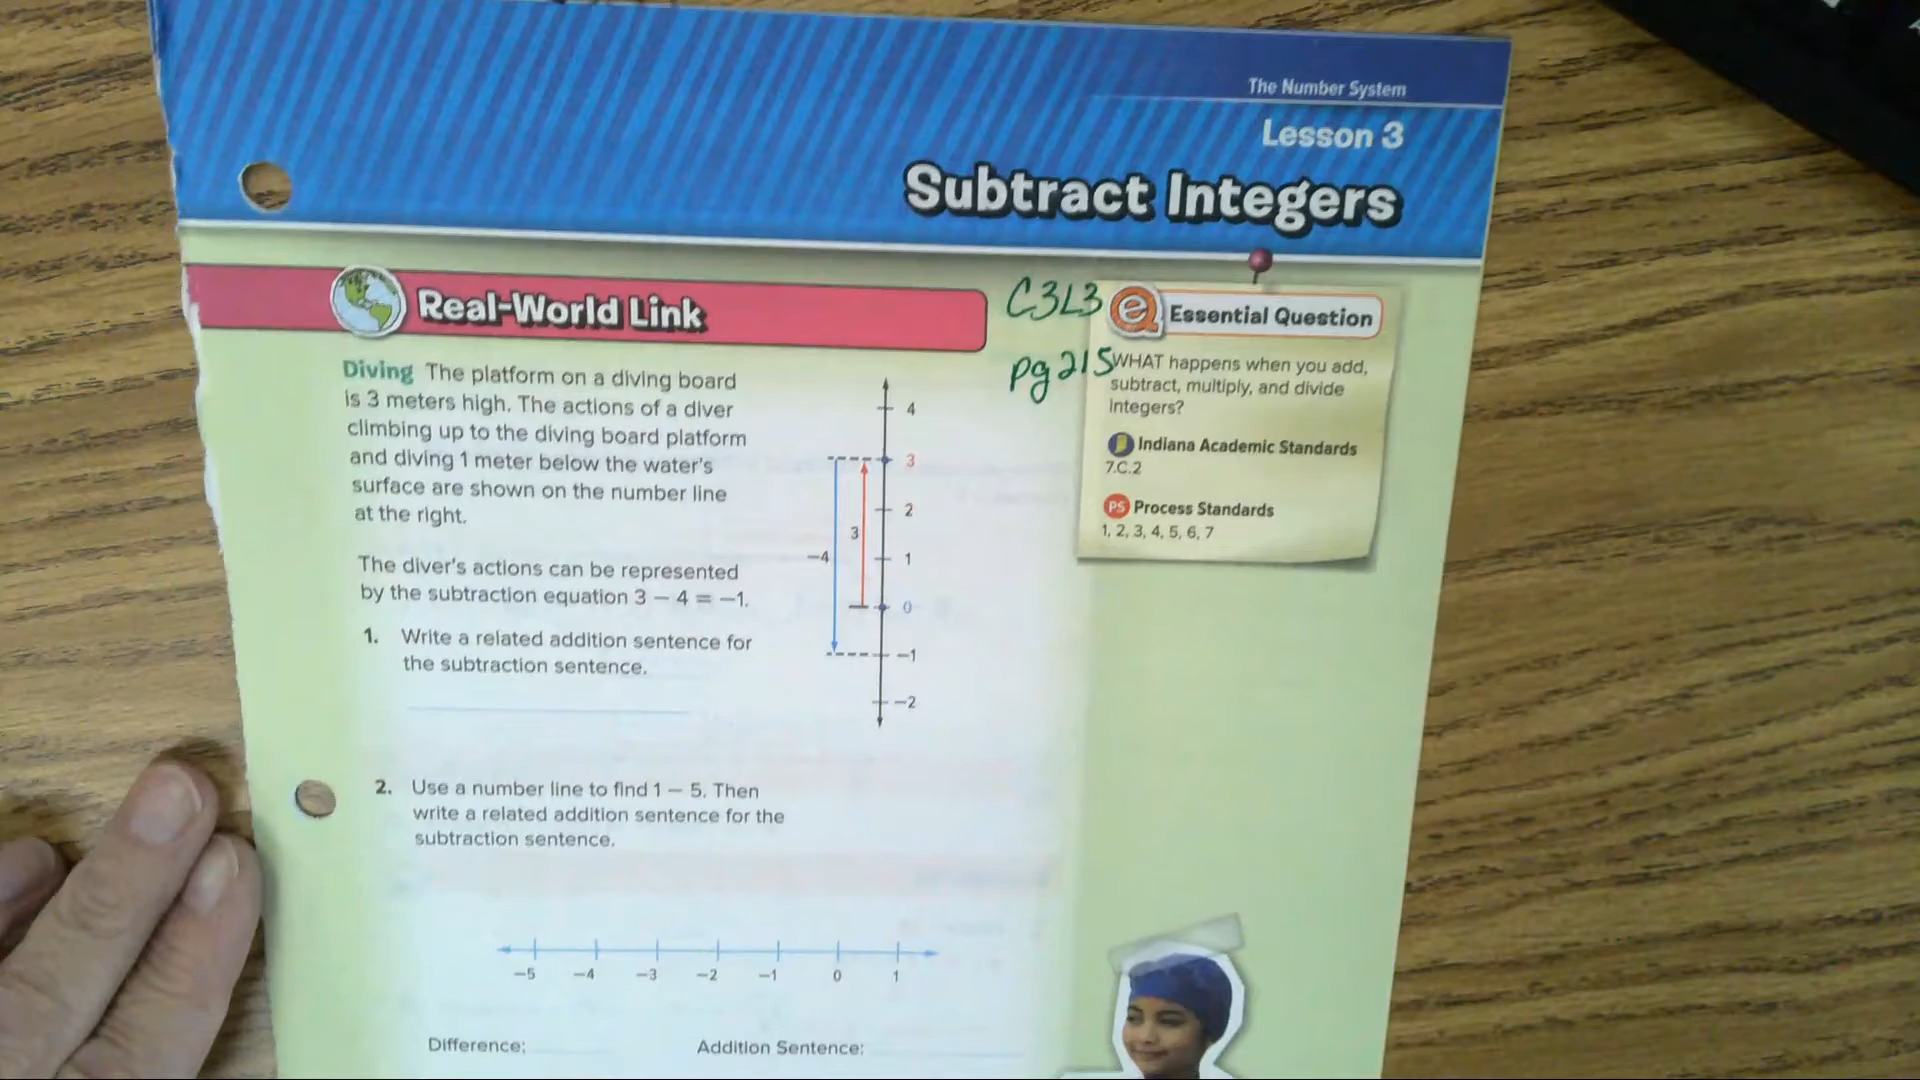 The Number System
Lesson 3
Subtract Integers
Real-World Link
C3L3
pg 215
Essential Question
WHAT happens when you add,
subtract, multiply, and divide
integers?
Indiana Academic Standards
7.C.2
PS Process Standards
1, 2, 3, 4, 5, 6, 7
Diving The platform on a diving board
is 3 meters high. The actions of a diver
climbing up to the diving board platform
and diving 1 meter below the water's
surface are shown on the number line
at the right.
The diver's actions can be represented
by the subtraction equation 3 − 4 = −1.
4
3
2
1
0
−1
−2
3
−4
1. Write a related addition sentence for
the subtraction sentence.
2. Use a number line to find 1 − 5. Then
write a related addition sentence for the
subtraction sentence.
−5 −4 −3 −2 −1 0 1
Difference: Addition Sentence: